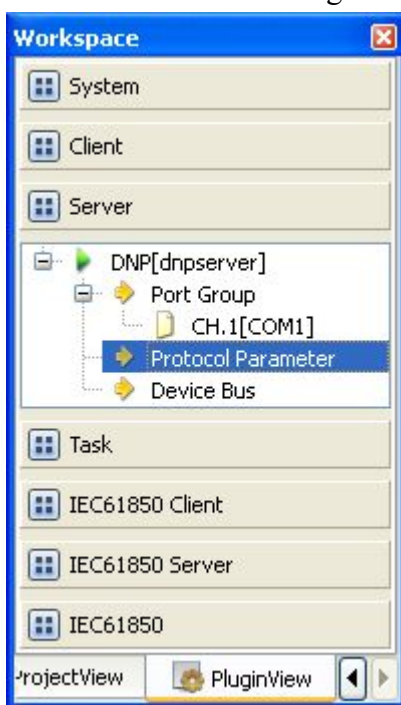 Workspace
System
Client
Server
DNP[dnpserver]
Port Group
CH.1[COM1]
Protocol Parameter
Device Bus
Task
IEC61850 Client
IEC61850 Server
IEC61850
ProjectView PluginView